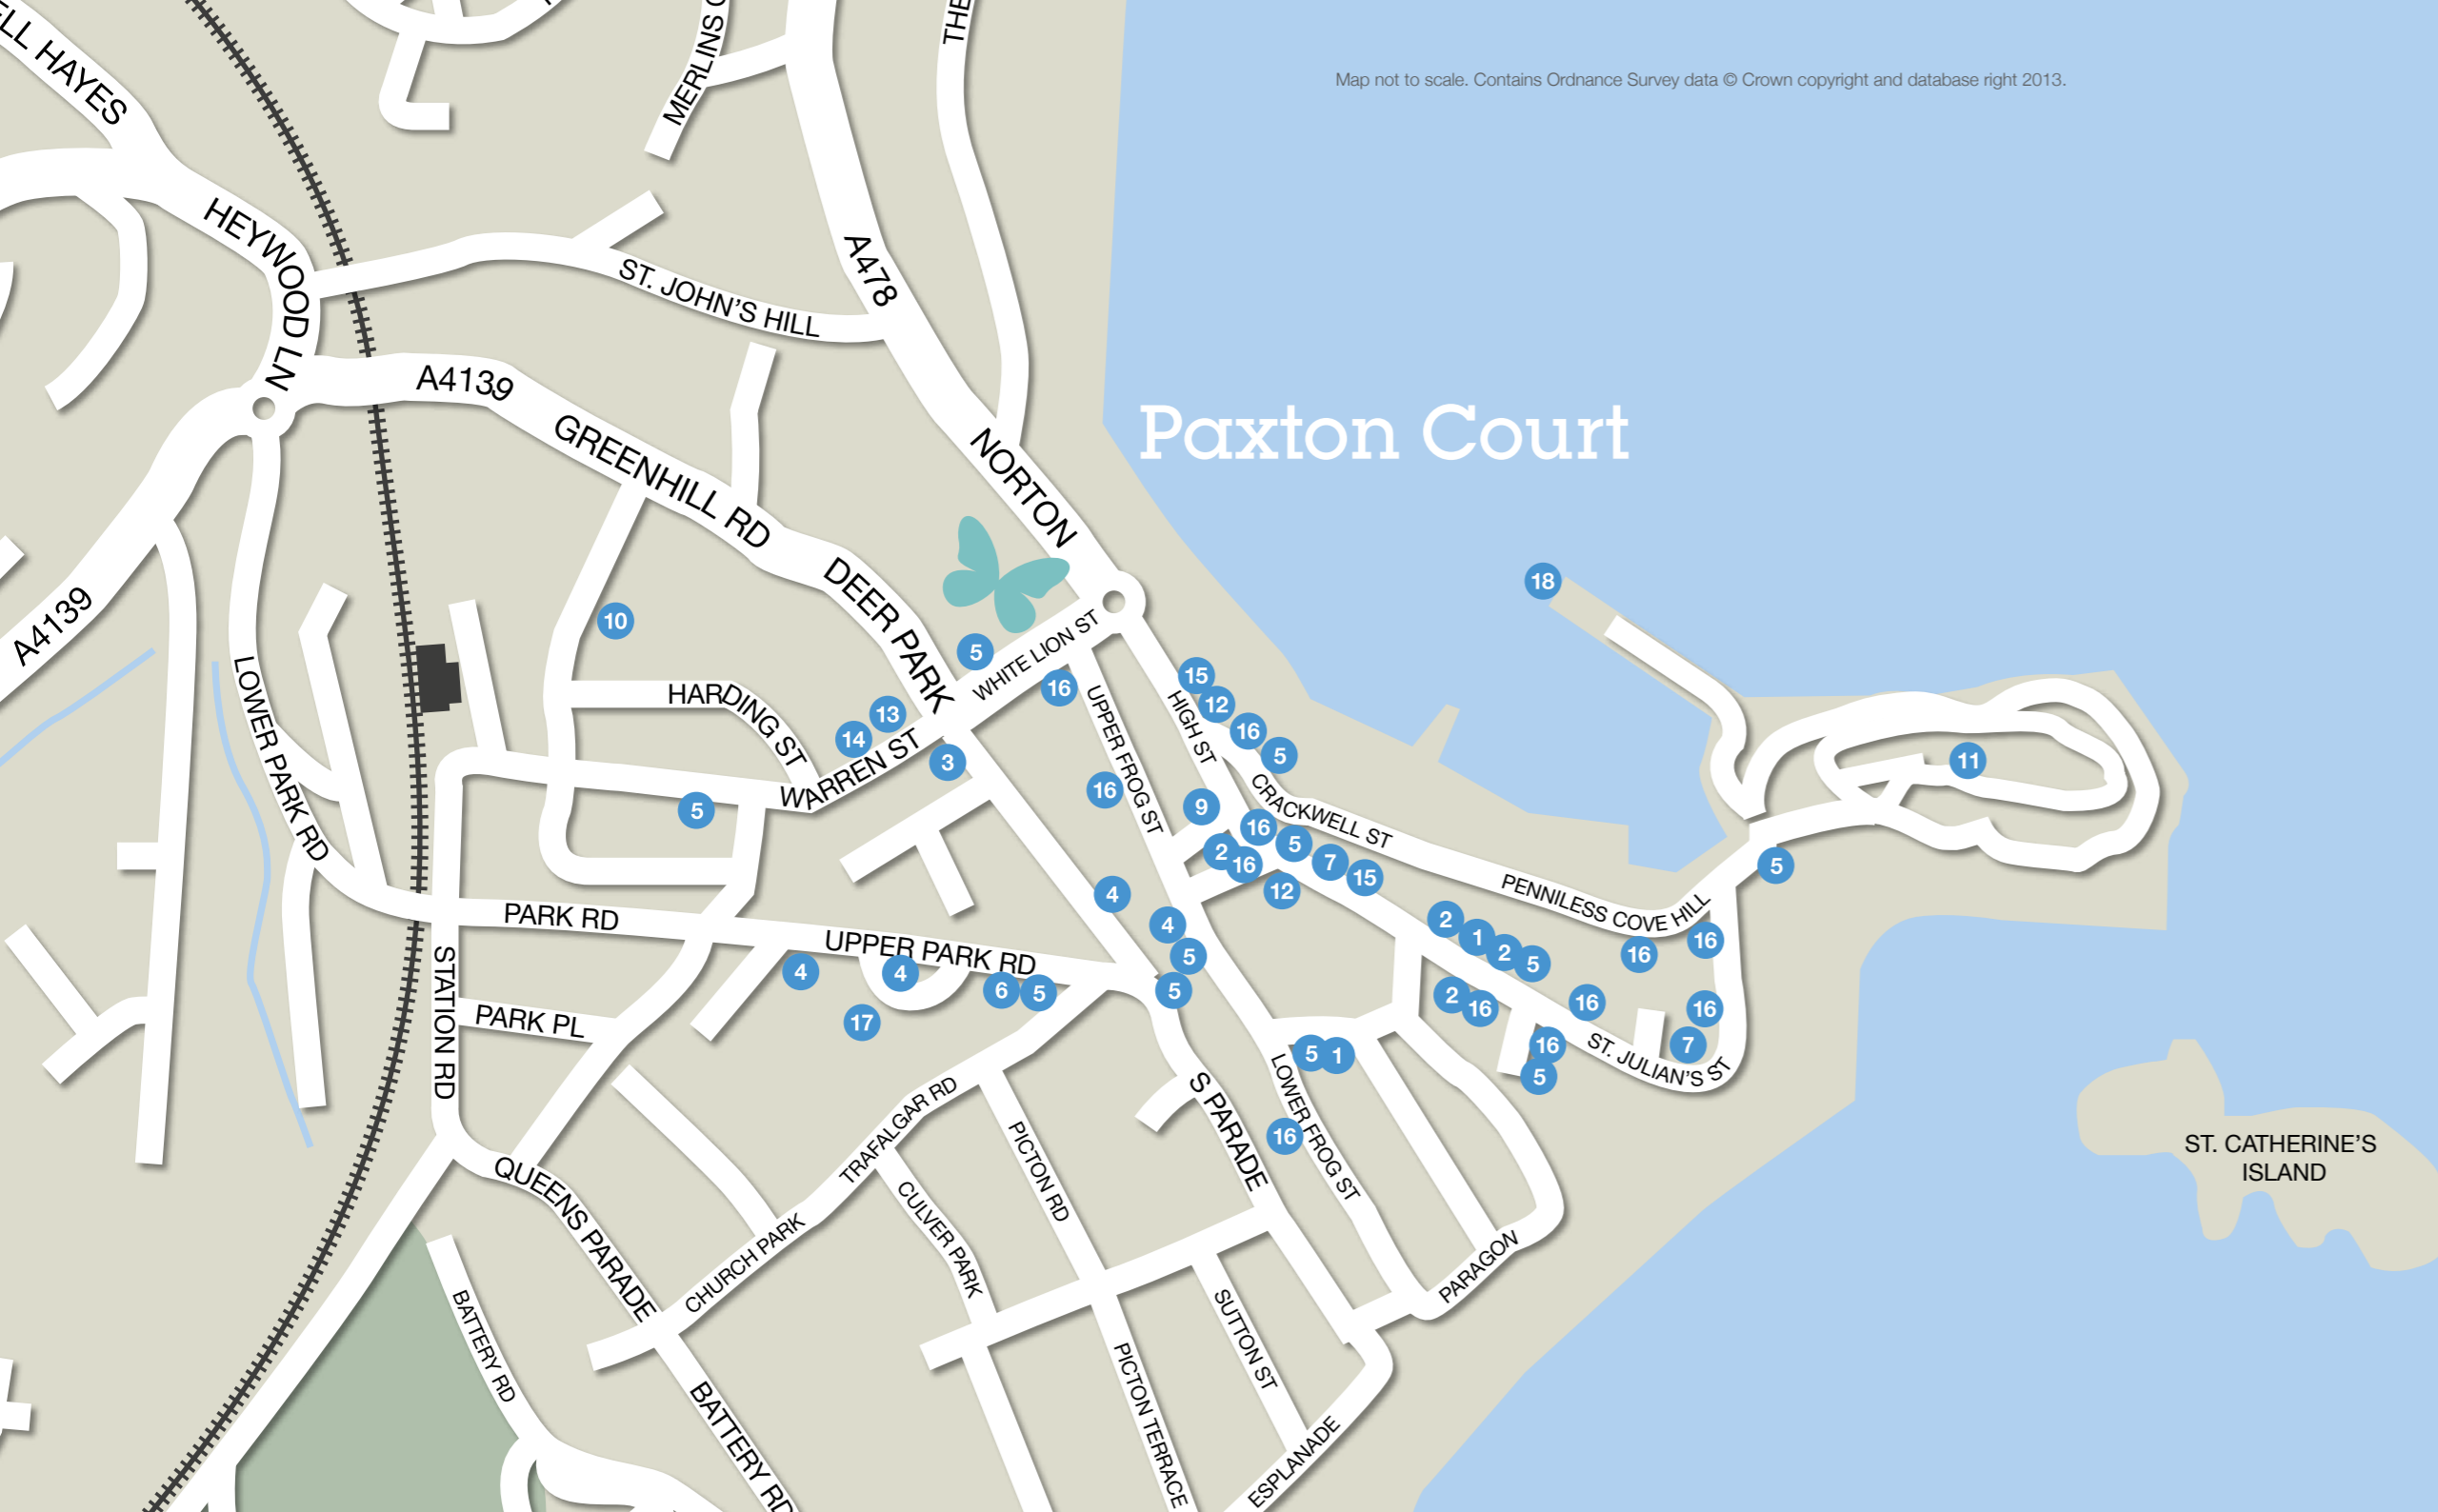 ELL HAYES
MERLINS C
THE
Map not to scale. Contains Ordnance Survey data © Crown copyright and database right 2013.
HEYWOOD LN
ST. JOHN'S HILL
A478
A4139
GREENHILL RD
Paxton Court
NORTON
DEER PARK
A4139
18
10
5
WHITE LION ST
16
15
12
16
5
HARDING ST
13
14
WARREN ST
3
UPPER FROG ST
HIGH ST
LOWER PARK RD
5
16
9
CRACKWELL ST
11
16
5
2
16
7
15
12
5
4
PENNILESS COVE HILL
PARK RD
UPPER PARK RD
4
5
2
1
2
5
16
16
STATION RD
4
4
6
5
5
2
16
16
16
17
PARK PL
5
1
16
5
7
ST. JULIAN'S ST
TRAFALGAR RD
PICTON RD
S PARADE
LOWER FROG ST
16
ST. CATHERINE'S
ISLAND
QUEENS PARADE
CHURCH PARK
CULVER PARK
PARAGON
BATTERY RD
SUTTON ST
PICTON TERRACE
BATTERY RD
ESPLANADE